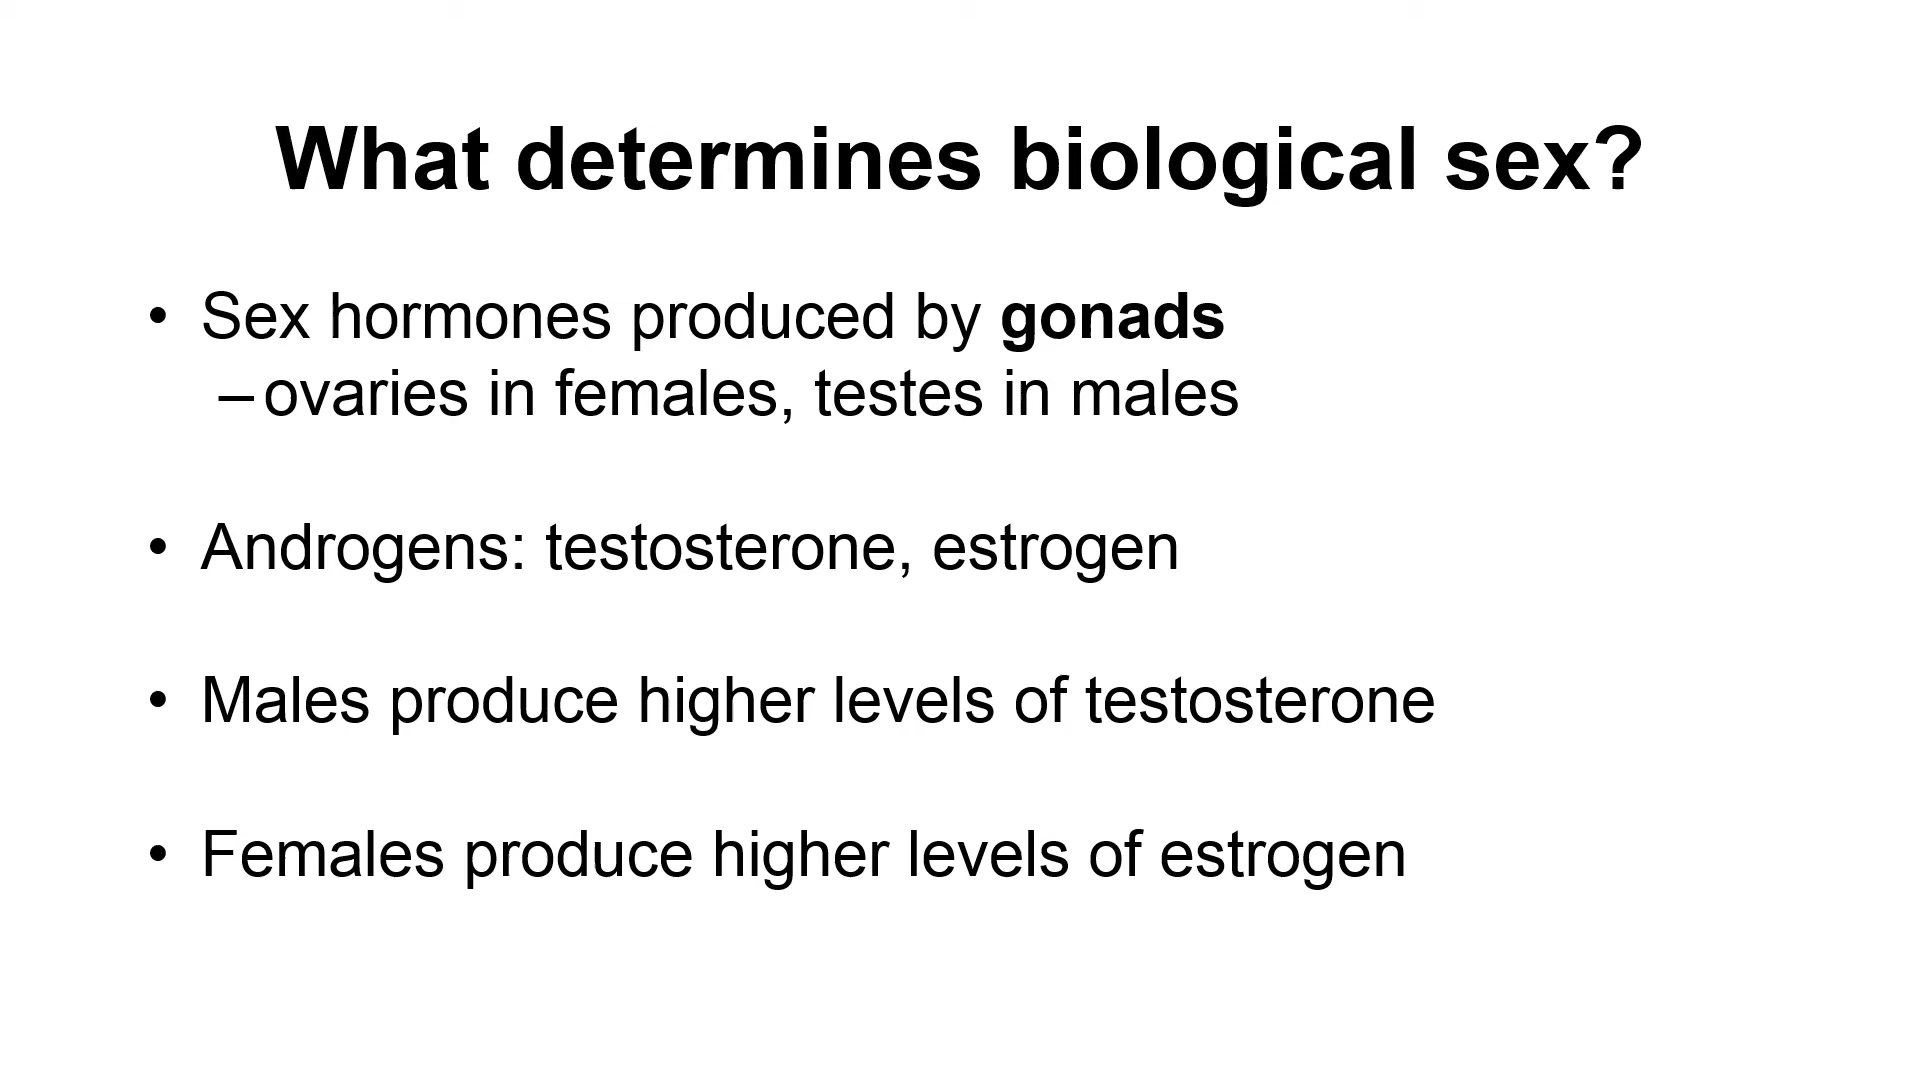 What determines biological sex?
• Sex hormones produced by gonads
– ovaries in females, testes in males
• Androgens: testosterone, estrogen
• Males produce higher levels of testosterone
• Females produce higher levels of estrogen